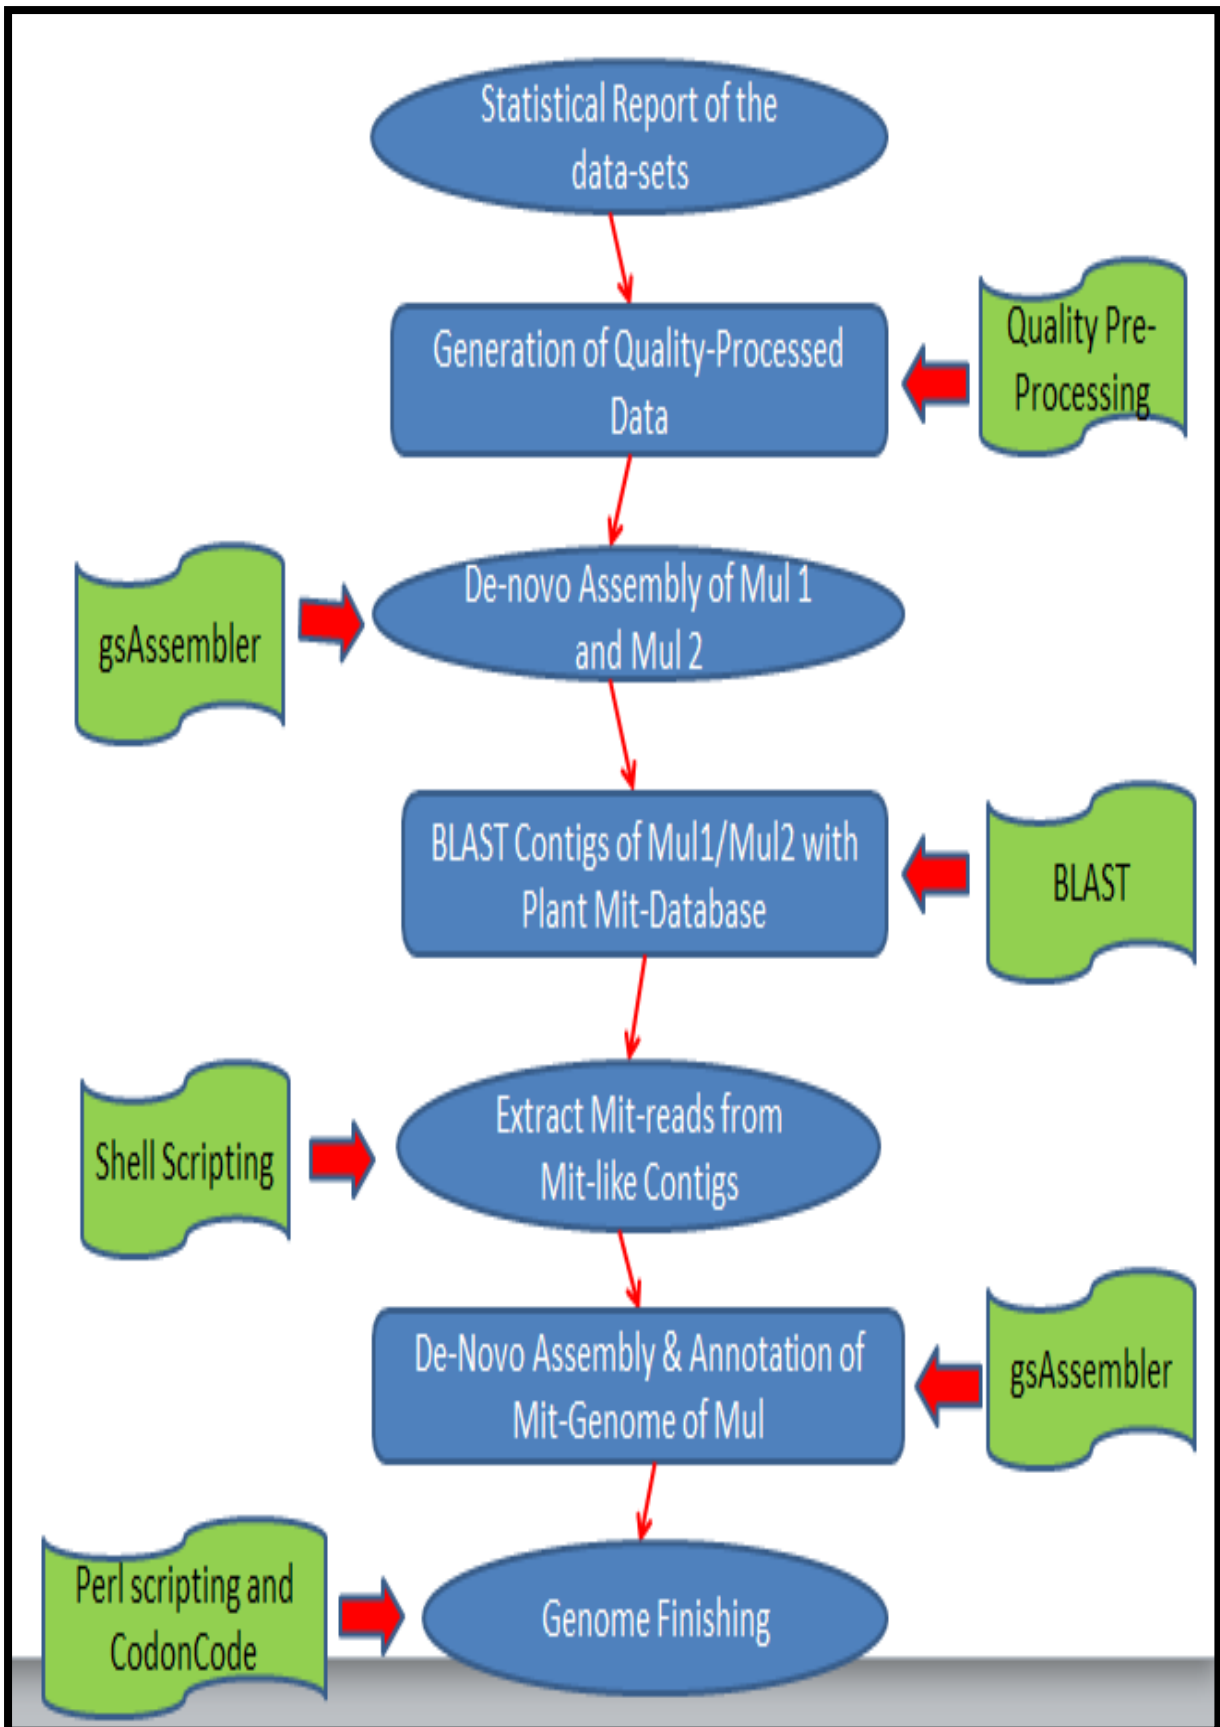 Statistical Report of the
data-sets
Generation of Quality-Processed
Data
Quality Pre-
Processing
De-novo Assembly of Mul 1
and Mul 2
gsAssembler
BLAST Contigs of Mul1/Mul2 with
Plant Mit-Database
BLAST
Extract Mit-reads from
Mit-like Contigs
Shell Scripting
De-Novo Assembly & Annotation of
Mit-Genome of Mul
gsAssembler
Perl scripting and
CodonCode
Genome Finishing